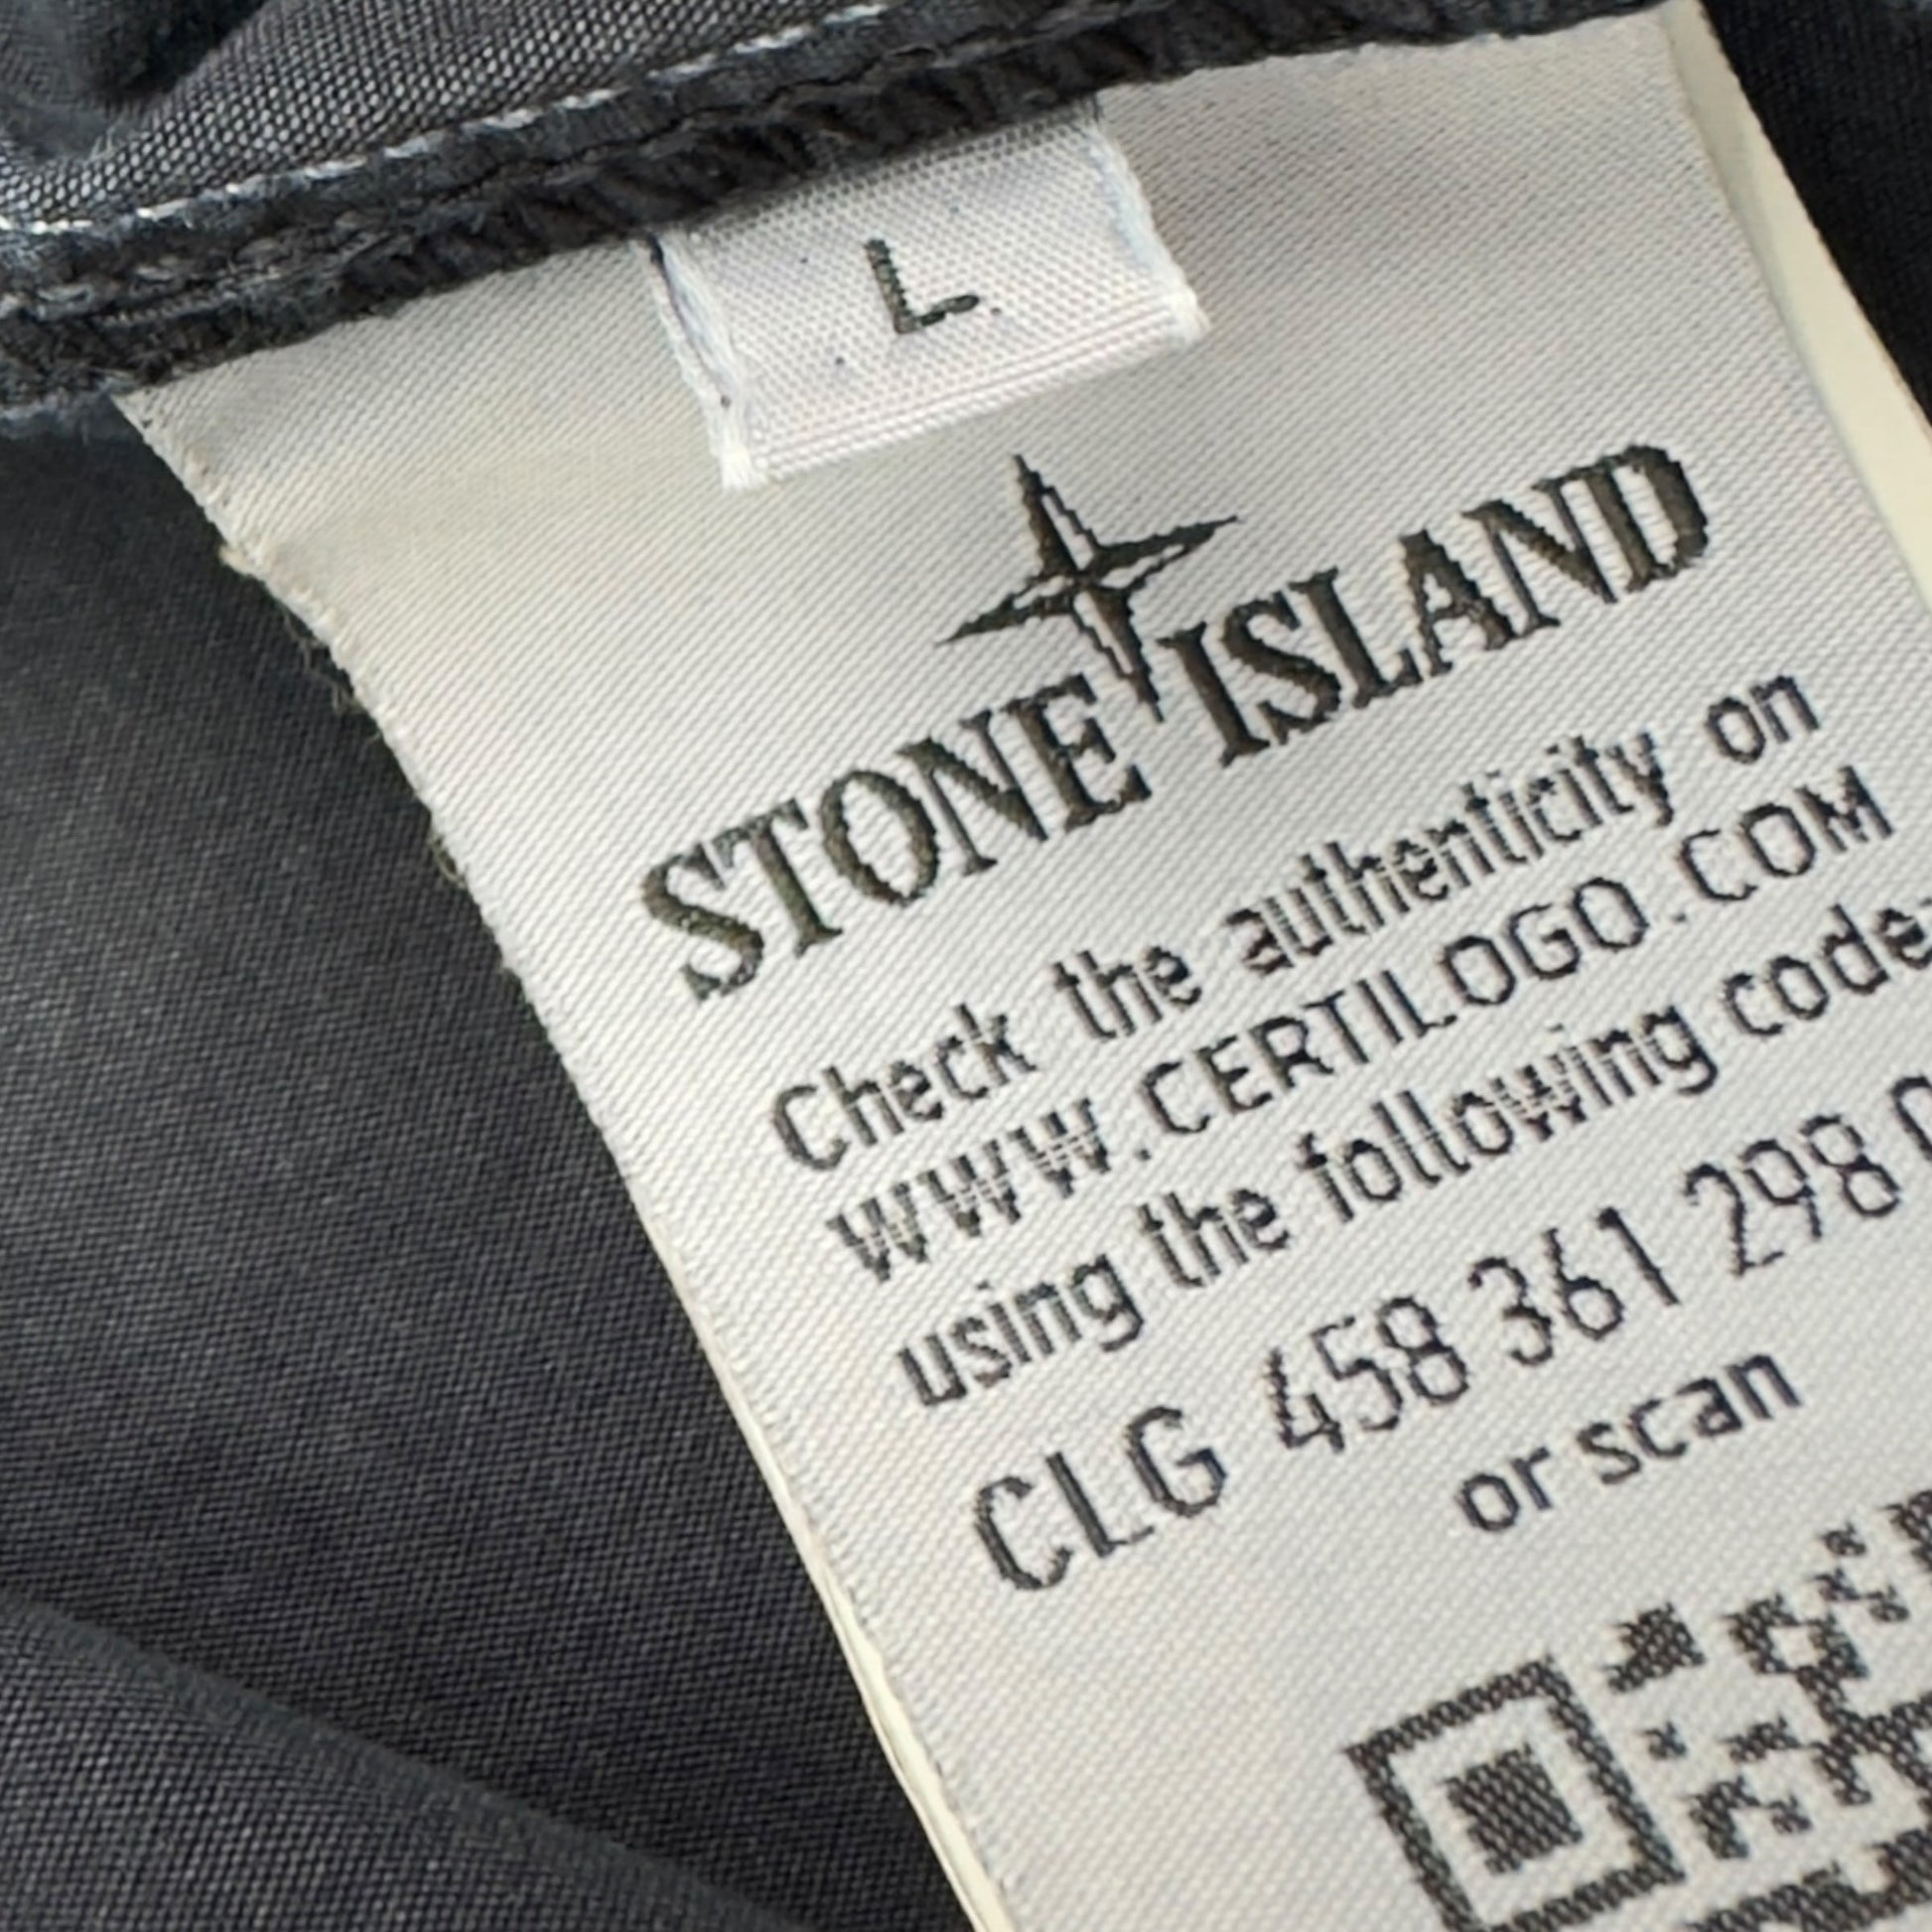 L
STONE ISLAND
Check the authenticity on
WWW.CERTILOGO.COM
using the following code
CLG 458 361 298
or scan